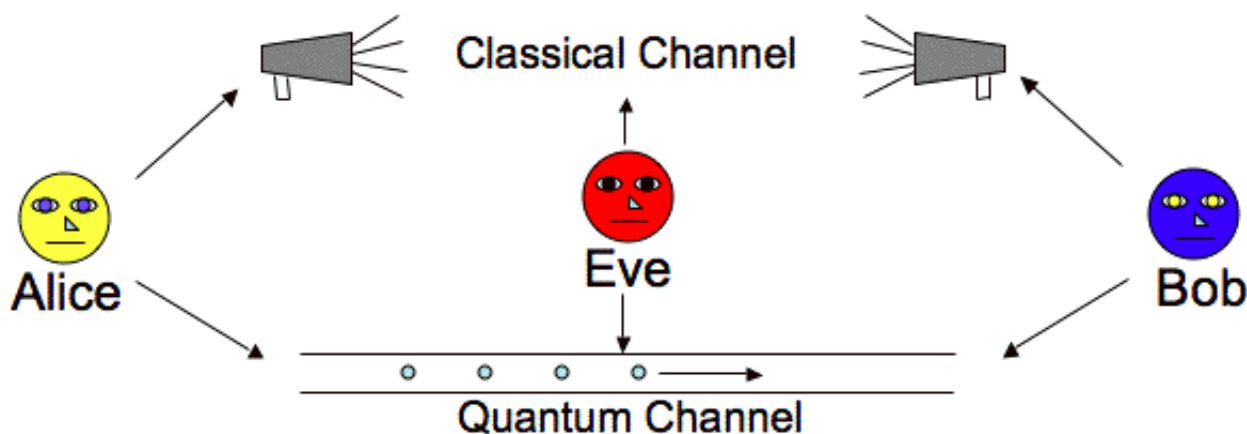 Classical Channel
Alice
Eve
Bob
Quantum Channel